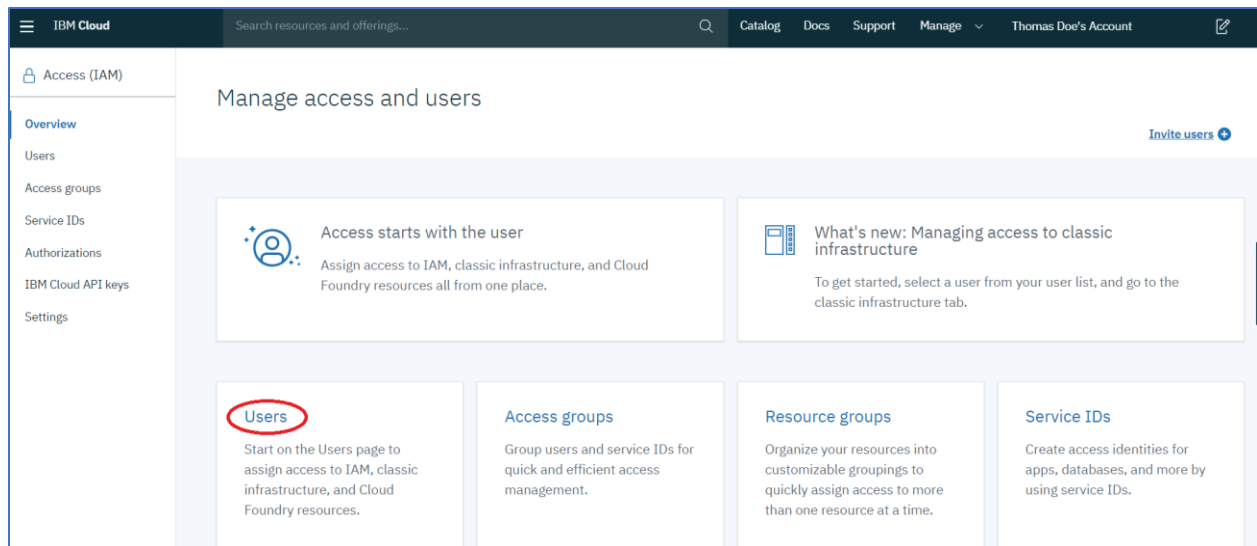 IBM Cloud
Search resources and offerings...
Catalog
Docs
Support
Manage
Thomas Doe's Account
Access (IAM)
Overview
Users
Access groups
Service IDs
Authorizations
IBM Cloud API keys
Settings
Manage access and users
Invite users
Access starts with the user
Assign access to IAM, classic infrastructure, and Cloud
Foundry resources all from one place.
What's new: Managing access to classic
infrastructure
To get started, select a user from your user list, and go to the
classic infrastructure tab.
Users
Start on the Users page to
assign access to IAM, classic
infrastructure, and Cloud
Foundry resources.
Access groups
Group users and service IDs for
quick and efficient access
management.
Resource groups
Organize your resources into
customizable groupings to
quickly assign access to more
than one resource at a time.
Service IDs
Create access identities for
apps, databases, and more by
using service IDs.